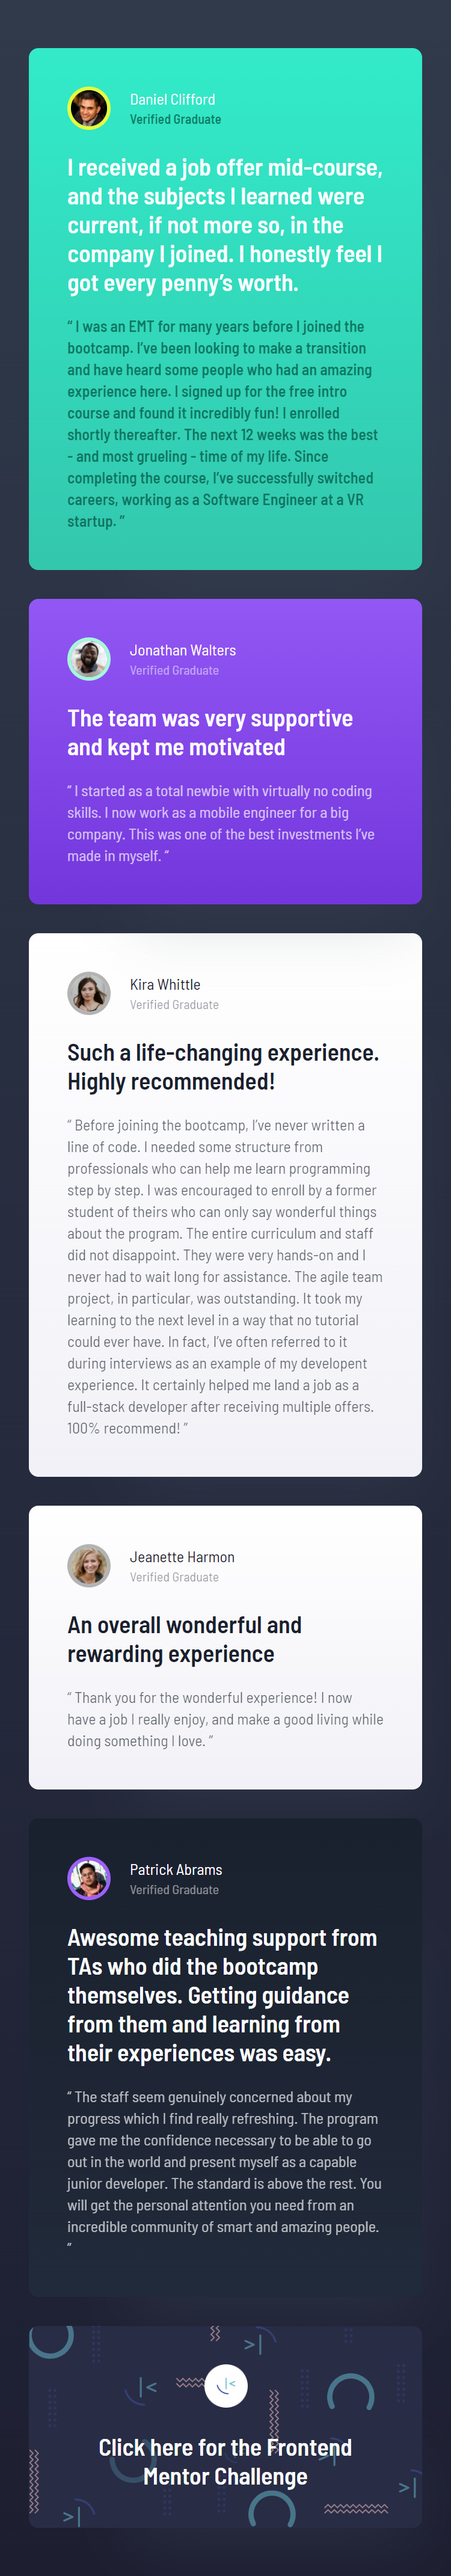 Daniel Clifford
Verified Graduate
I received a job offer mid-course,
and the subjects I learned were
current, if not more so, in the
company I joined. I honestly feel I
got every penny’s worth.
“ I was an EMT for many years before I joined the
bootcamp. I’ve been looking to make a transition
and have heard some people who had an amazing
experience here. I signed up for the free intro
course and found it incredibly fun! I enrolled
shortly thereafter. The next 12 weeks was the best
- and most grueling - time of my life. Since
completing the course, I’ve successfully switched
careers, working as a Software Engineer at a VR
startup. ”
Jonathan Walters
Verified Graduate
The team was very supportive
and kept me motivated
“ I started as a total newbie with virtually no coding
skills. I now work as a mobile engineer for a big
company. This was one of the best investments I’ve
made in myself. “
Kira Whittle
Verified Graduate
Such a life-changing experience.
Highly recommended!
“ Before joining the bootcamp, I’ve never written a
line of code. I needed some structure from
professionals who can help me learn programming
step by step. I was encouraged to enroll by a former
student of theirs who can only say wonderful things
about the program. The entire curriculum and staff
did not disappoint. They were very hands-on and I
never had to wait long for assistance. The agile team
project, in particular, was outstanding. It took my
learning to the next level in a way that no tutorial
could ever have. In fact, I’ve often referred to it
during interviews as an example of my developent
experience. It certainly helped me land a job as a
full-stack developer after receiving multiple offers.
100% recommend! ”
Jeanette Harmon
Verified Graduate
An overall wonderful and
rewarding experience
“ Thank you for the wonderful experience! I now
have a job I really enjoy, and make a good living while
doing something I love. ”
Patrick Abrams
Verified Graduate
Awesome teaching support from
TAs who did the bootcamp
themselves. Getting guidance
from them and learning from
their experiences was easy.
“ The staff seem genuinely concerned about my
progress which I find really refreshing. The program
gave me the confidence necessary to be able to go
out in the world and present myself as a capable
junior developer. The standard is above the rest. You
will get the personal attention you need from an
incredible community of smart and amazing people.
“
Click here for the Frontend
Mentor Challenge